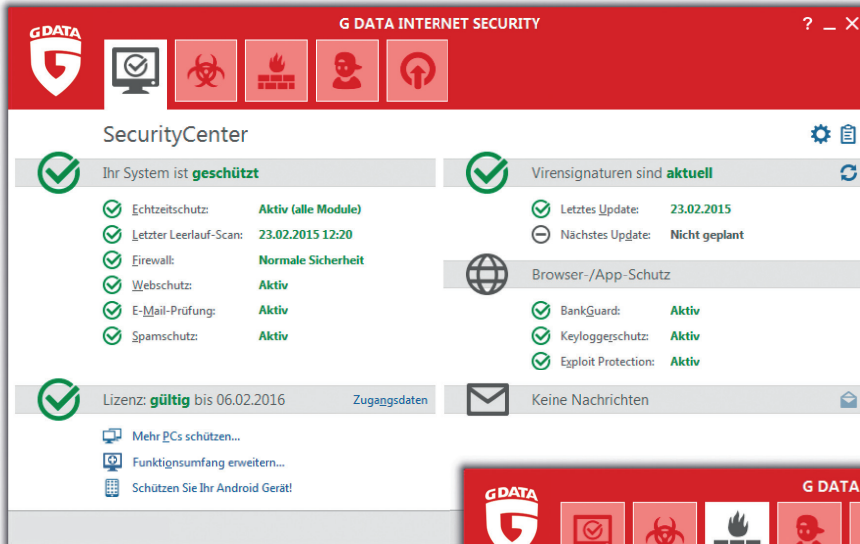 G DATA INTERNET SECURITY
? _ X
GDATA
SecurityCenter
Ihr System ist geschützt
Echtzeitschutz: Aktiv (alle Module)
Letzter Leerlauf-Scan: 23.02.2015 12:20
Firewall: Normale Sicherheit
Webschutz: Aktiv
E-Mail-Prüfung: Aktiv
Spamschutz: Aktiv
Virensignaturen sind aktuell
Letztes Update: 23.02.2015
Nächstes Update: Nicht geplant
Browser-/App-Schutz
BankGuard: Aktiv
Keyloggerschutz: Aktiv
Exploit Protection: Aktiv
Lizenz: gültig bis 06.02.2016 Zugangsdaten
Mehr PCs schützen...
Funktionsumfang erweitern...
Schützen Sie Ihr Android Gerät!
Keine Nachrichten
GDATA
G DATA